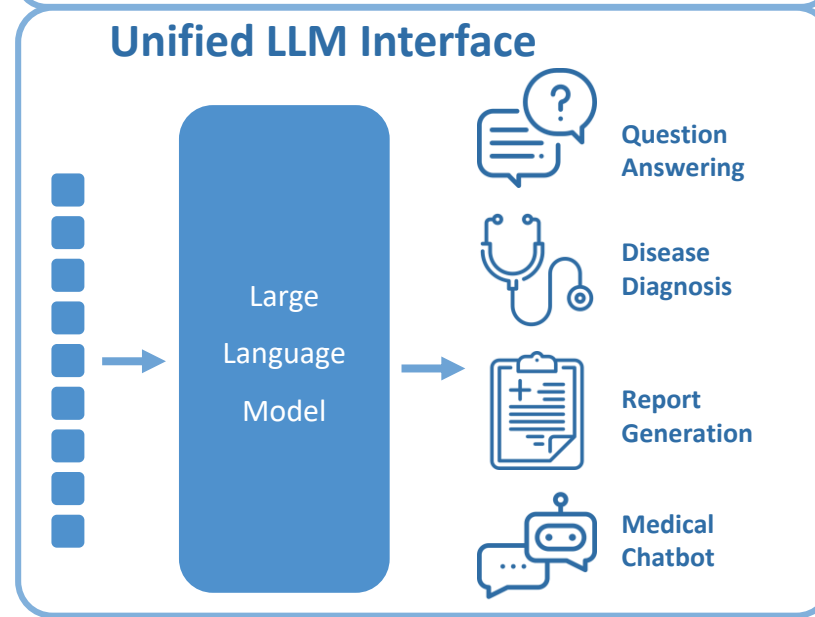 Unified LLM Interface
Question
Answering
Disease
Diagnosis
Large
Language
Model
Report
Generation
Medical
Chatbot